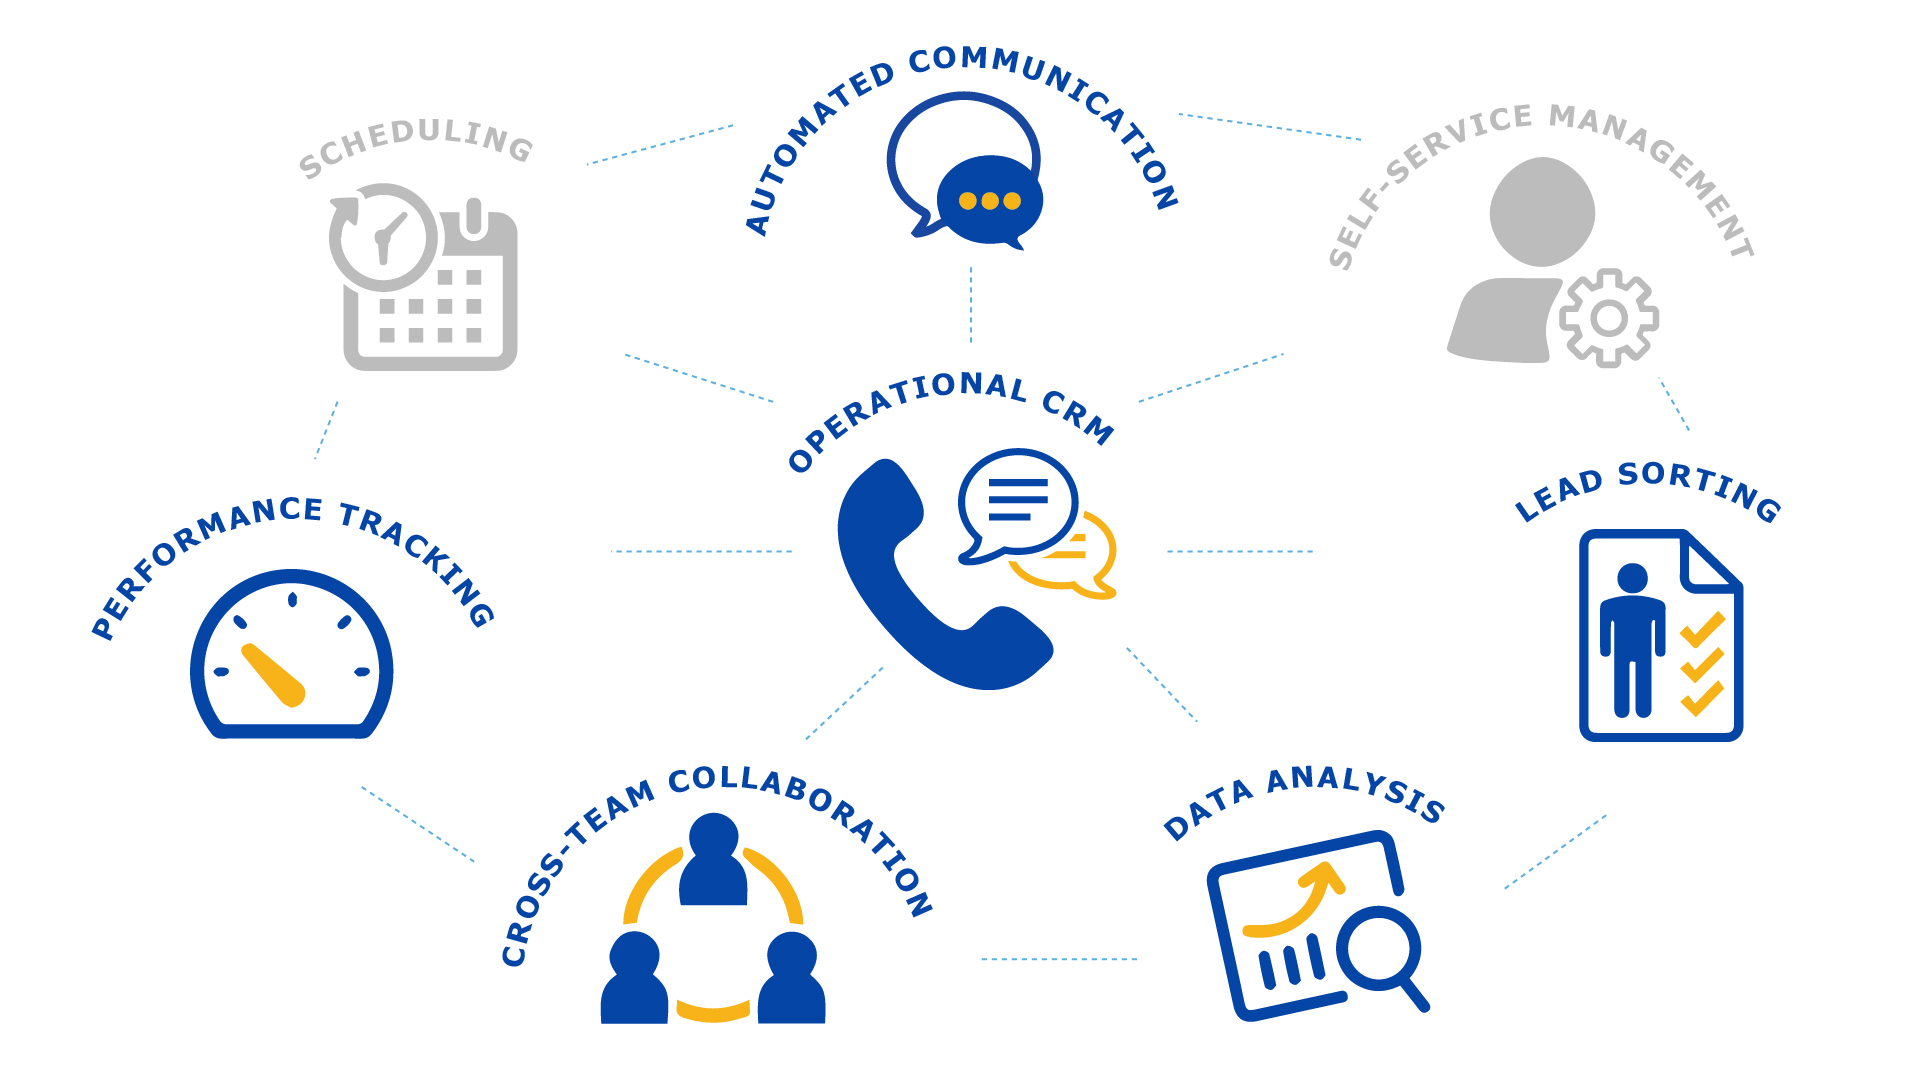 AUTOMATED COMMUNICATION
SCHEDULING
SELF-SERVICE MANAGEMENT
OPERATIONAL CRM
PERFORMANCE TRACKING
LEAD SORTING
CROSS-TEAM COLLABORATION
DATA ANALYSIS